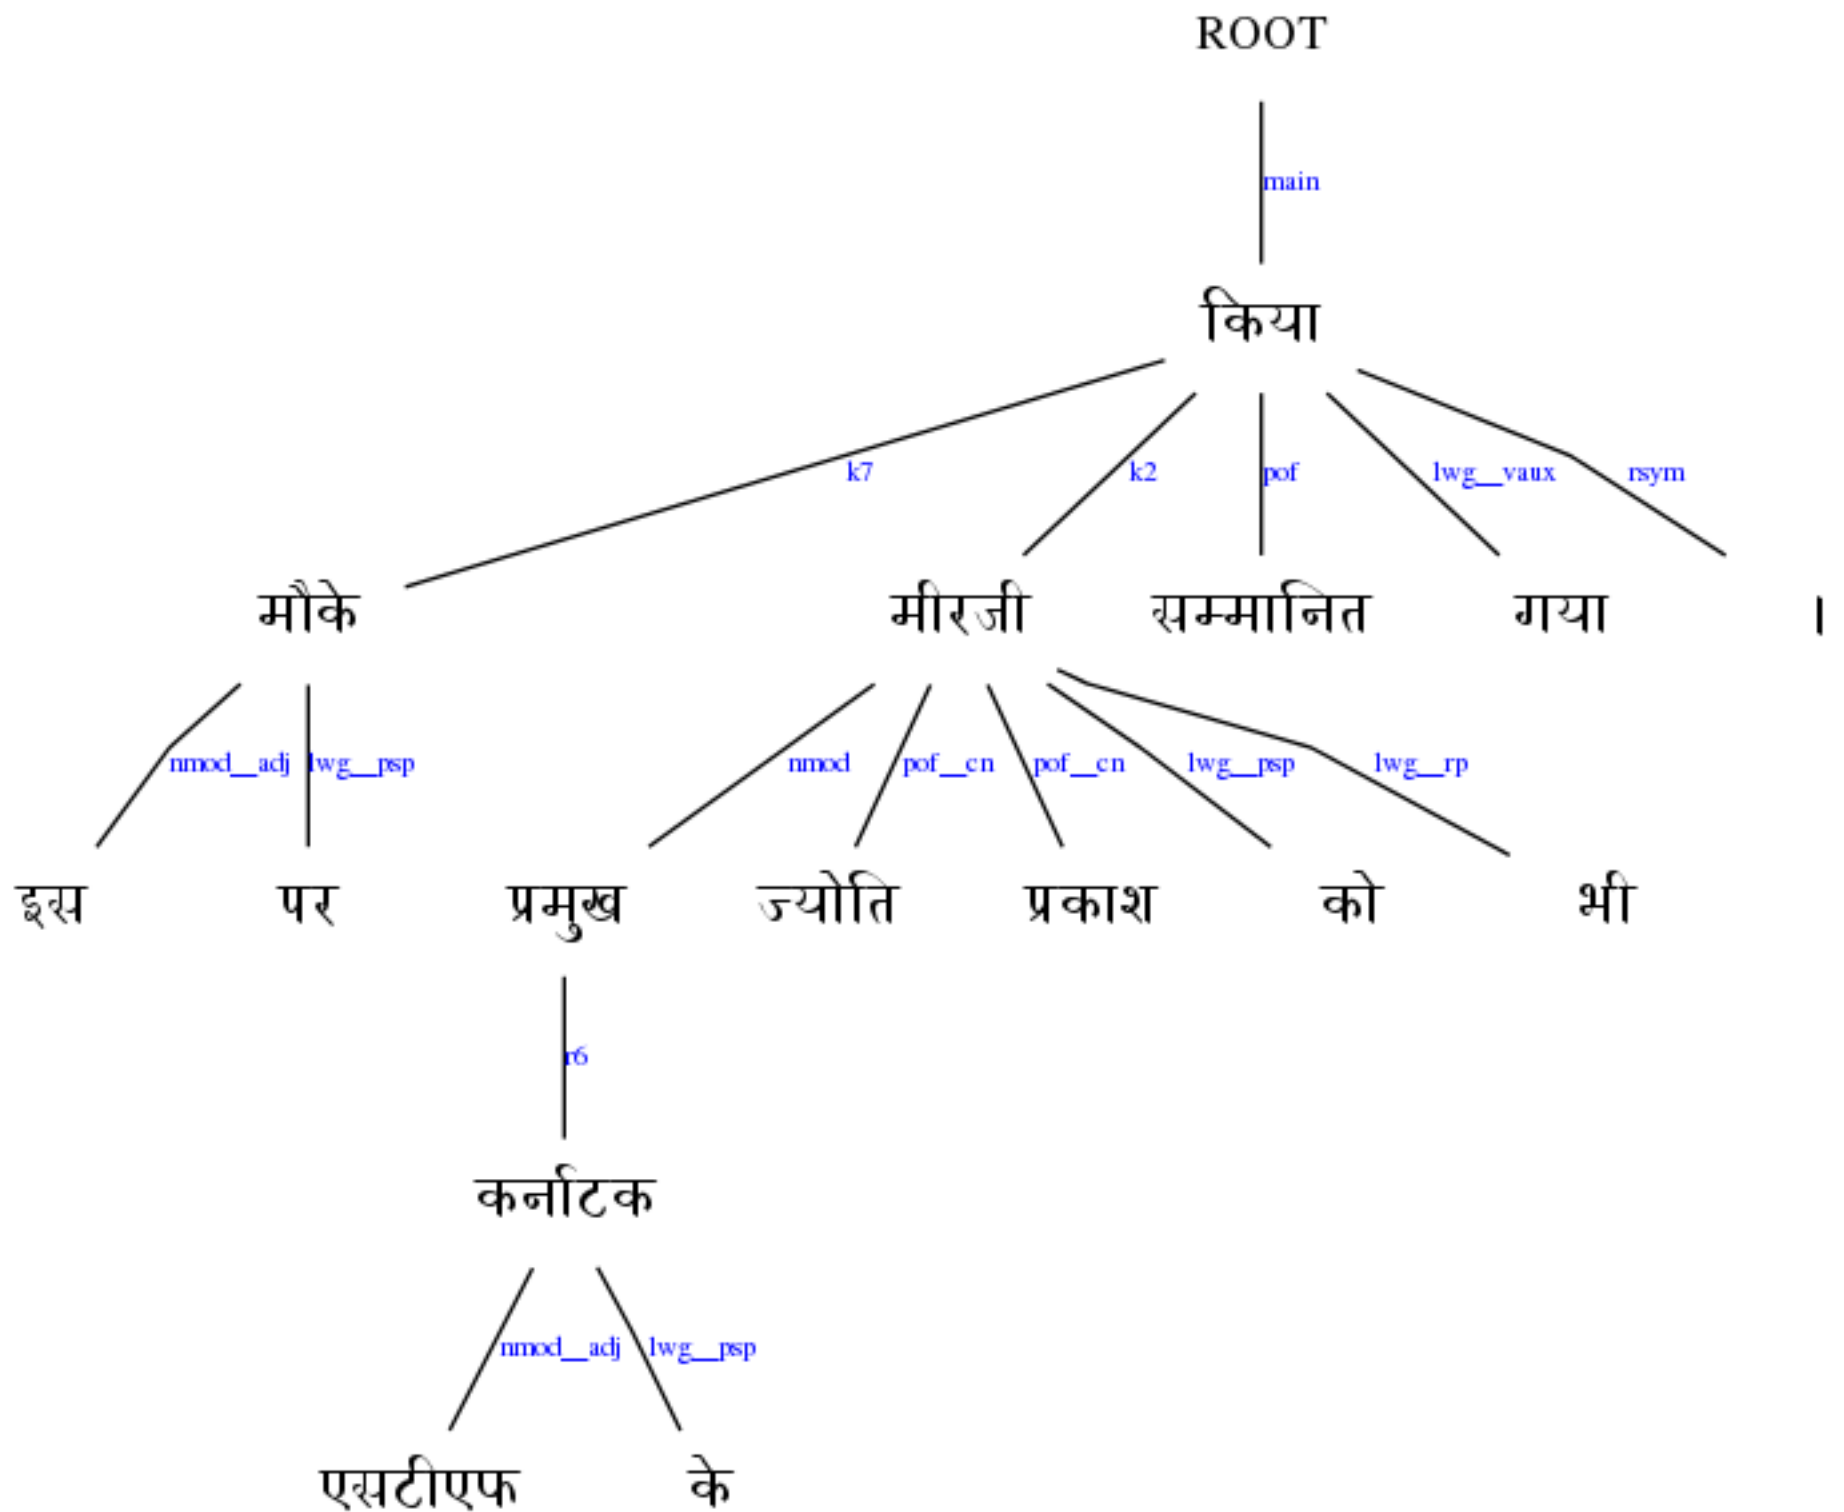 ROOT
main
किया
k7 k2 pof lwg__vaux rsym
मौके मीरजी सम्मानित गया ।
nmod__adj lwg__psp nmod pof__cn pof__cn lwg__psp lwg__rp
इस पर प्रमुख ज्योति प्रकाश को भी
r6
कर्नाटक
nmod__adj lwg__psp
एसटीएफ के